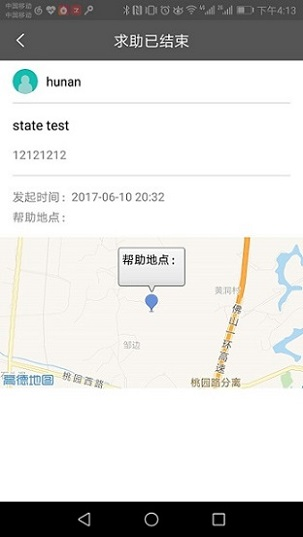 中国移动
中国移动
下午4:13
求助已结束
hunan
state test
12121212
发起时间：2017-06-10 20:32
帮助地点：
帮助地点：
黄同村
佛山一环高速
邹边
桃园西路
桃园路分离
高德地图